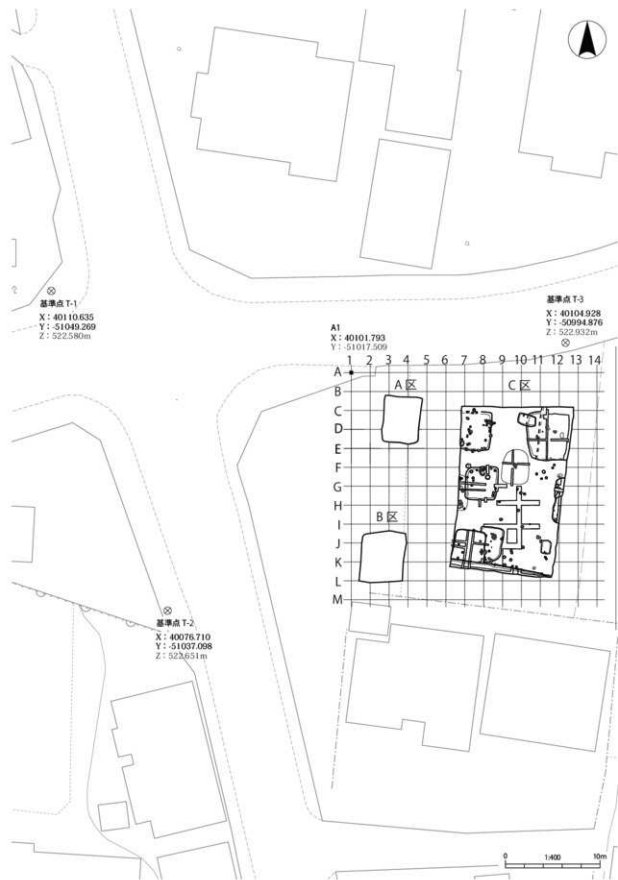 基準点 T-1
X：40110.635
Y：-51049.269
Z：522.580m
基準点 T-3
X：40104.928
Y：-50994.876
Z：522.932m
A1
X：40101.793
Y：-51017.509
1 2 3 4 5 6 7 8 9 10 11 12 13 14
A
B
C
D
E
F
G
H
I
J
K
L
M
A 区
C 区
B 区
基準点 T-2
X：40076.710
Y：-51037.098
Z：522.651m
0 1:400 10m